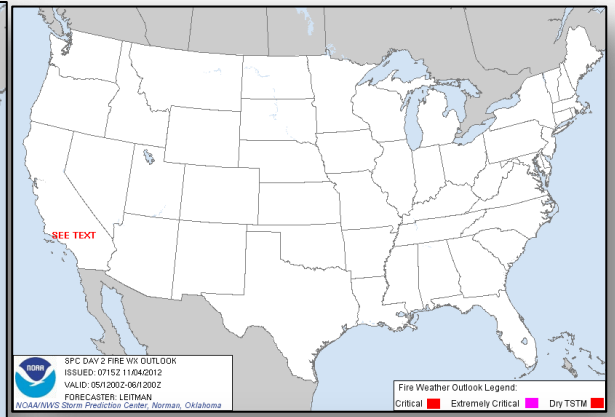 SEE TEXT
NOAA
SPC DAY 2 FIRE WX OUTLOOK
ISSUED: 0715Z 11/04/2012
VALID: 05/1200Z-06/1200Z
FORECASTER: LEITMAN
NOAA/NWS Storm Prediction Center, Norman, Oklahoma
Fire Weather Outlook Legend:
Critical Extremely Critical Dry TSTM